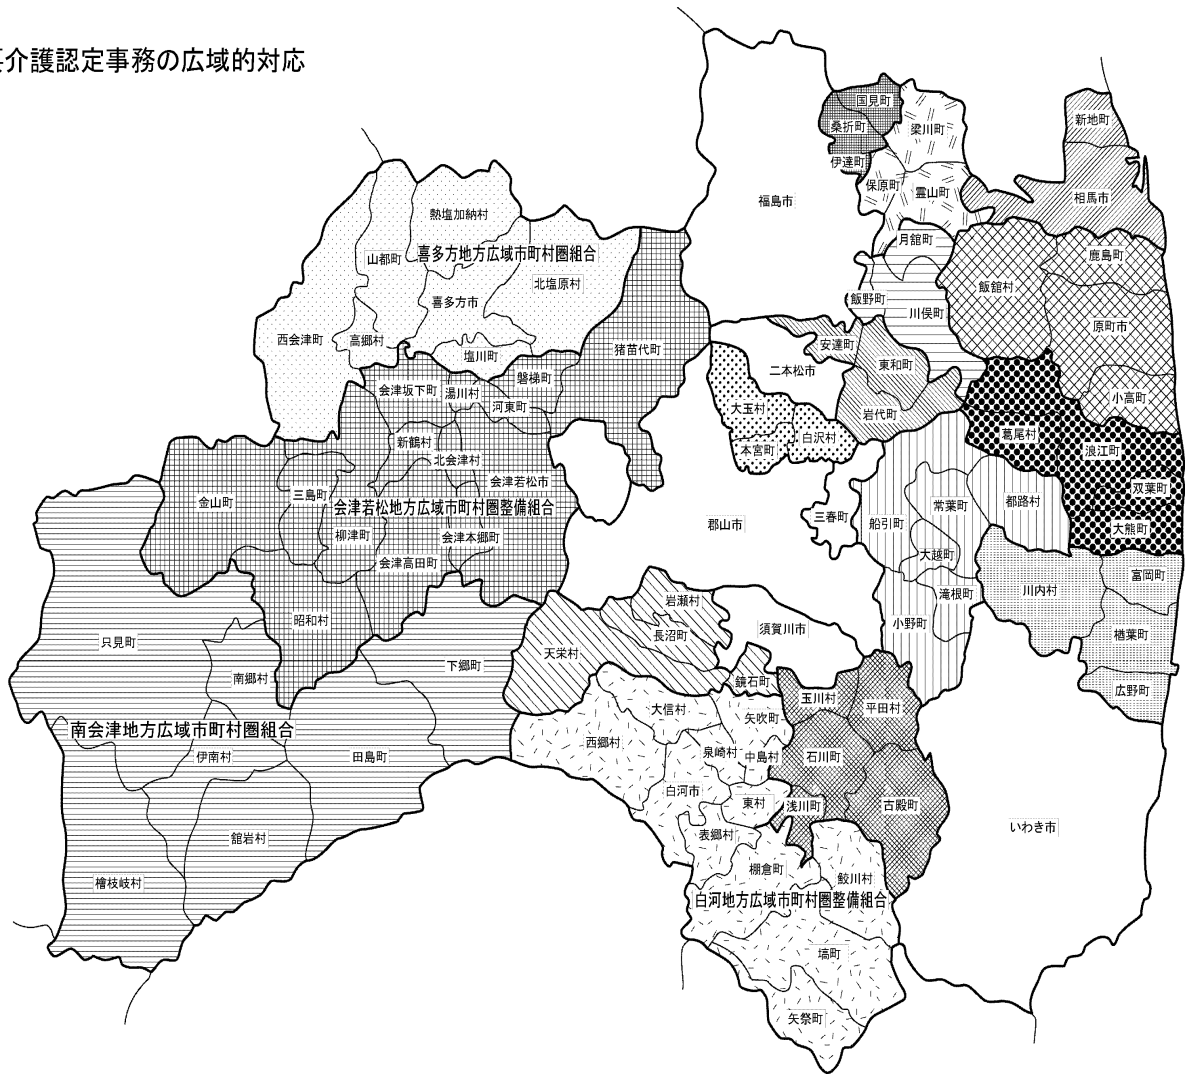 介護認定事務の広域的対応
国見町
桑折町
伊達町
梁川町
保原町
霊山町
月舘町
新地町
相馬市
福島市
熱塩加納村
山都町
喜多方地方広域市町村圏組合
北塩原村
喜多方市
西会津町
高郷村
塩川町
猪苗代町
飯野町
川俣町
飯舘村
鹿島町
原町市
小高町
安達町
東和町
二本松市
岩代町
大玉村
白沢村
本宮町
磐梯町
会津坂下町
湯川村
河東町
新鶴村
北会津村
会津若松市
金山町
三島町
会津若松地方広域市町村圏整備組合
柳津町
会津本郷町
会津高田町
昭和村
葛尾村
浪江町
双葉町
大熊町
郡山市
三春町
船引町
常葉町
都路村
大越町
滝根町
小野町
川内村
富岡町
楢葉町
広野町
只見町
南郷村
下郷町
南会津地方広域市町村圏組合
伊南村
田島町
舘岩村
檜枝岐村
岩瀬村
長沼町
天栄村
須賀川市
鏡石町
玉川村
平田村
石川町
浅川町
古殿町
大信村
矢吹町
西郷村
泉崎村
中島村
白河市
東村
表郷村
棚倉町
鮫川村
白河地方広域市町村圏整備組合
塙町
矢祭町
いわき市